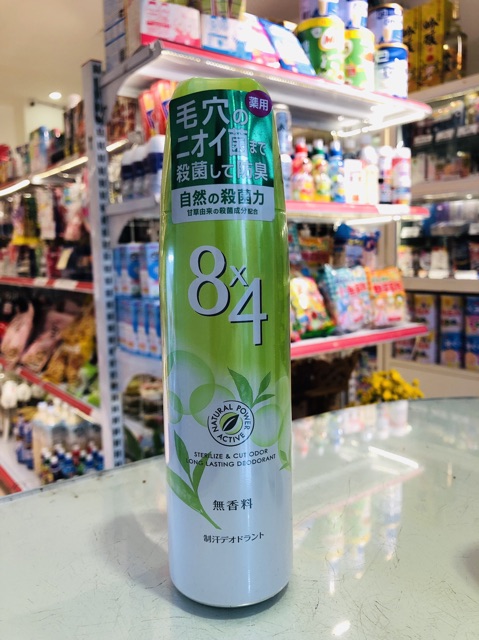 薬用
毛穴の
ニオイ菌まで
殺菌して防臭
自然の殺菌力
甘草由来の殺菌成分配合
8x4
NATURAL POWER
ACTIVE
STERILIZE & CUT ODOR
LONG LASTING DEODORANT
無香料
制汗デオドラント